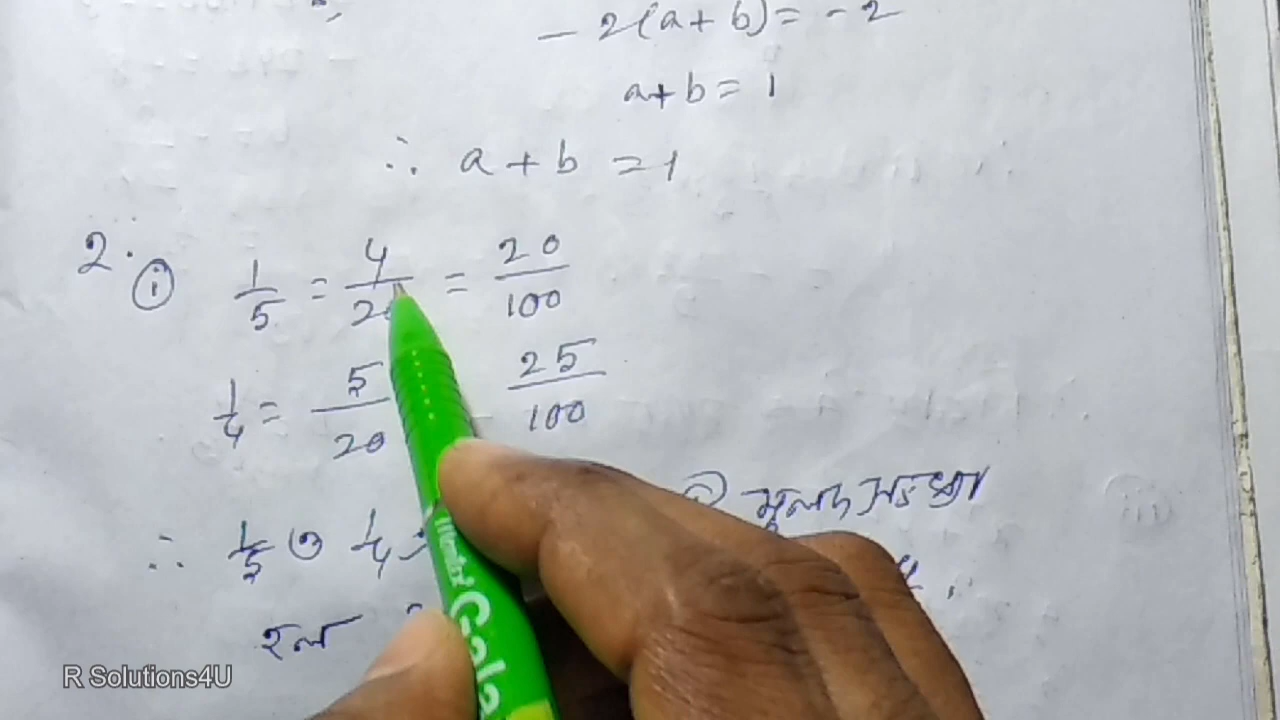 - 2(a + b) = - 2
a+b = 1
∴ a + b = 1
2. (i) 1/5 = 4/20 = 20/100
1/4 = 5/20 25/100
∴ 1/5 ও 1/4 মূলদ সংখ্যা
হল
R Solutions4U